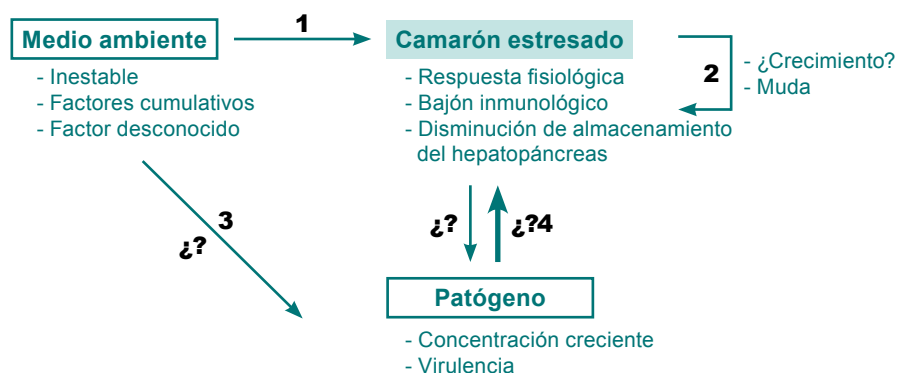 1
Medio ambiente
Camarón estresado
- Inestable
- Factores cumulativos
- Factor desconocido
- Respuesta fisiológica
- Bajón inmunológico
- Disminución de almacenamiento
del hepatopáncreas
2
- ¿Crecimiento?
- Muda
3
¿?
¿?
¿?4
Patógeno
- Concentración creciente
- Virulencia